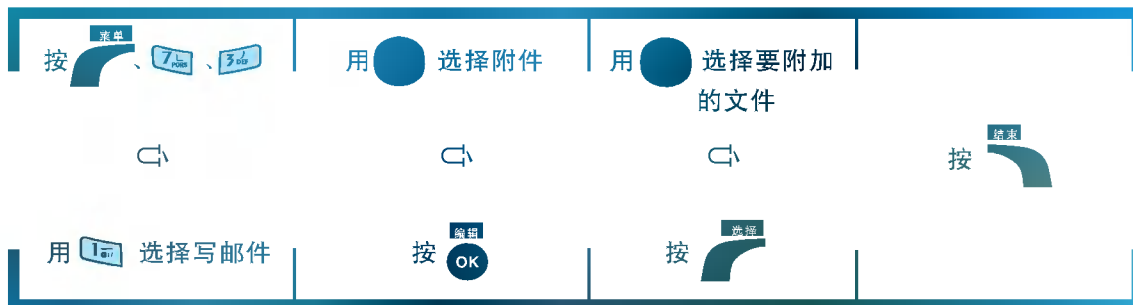 菜单
按 、 7 PQRS 、 3 DEF
用 1 选择写邮件
用 选择附件
编辑
按 OK
用 选择要附加
的文件
选择
按
结束
按